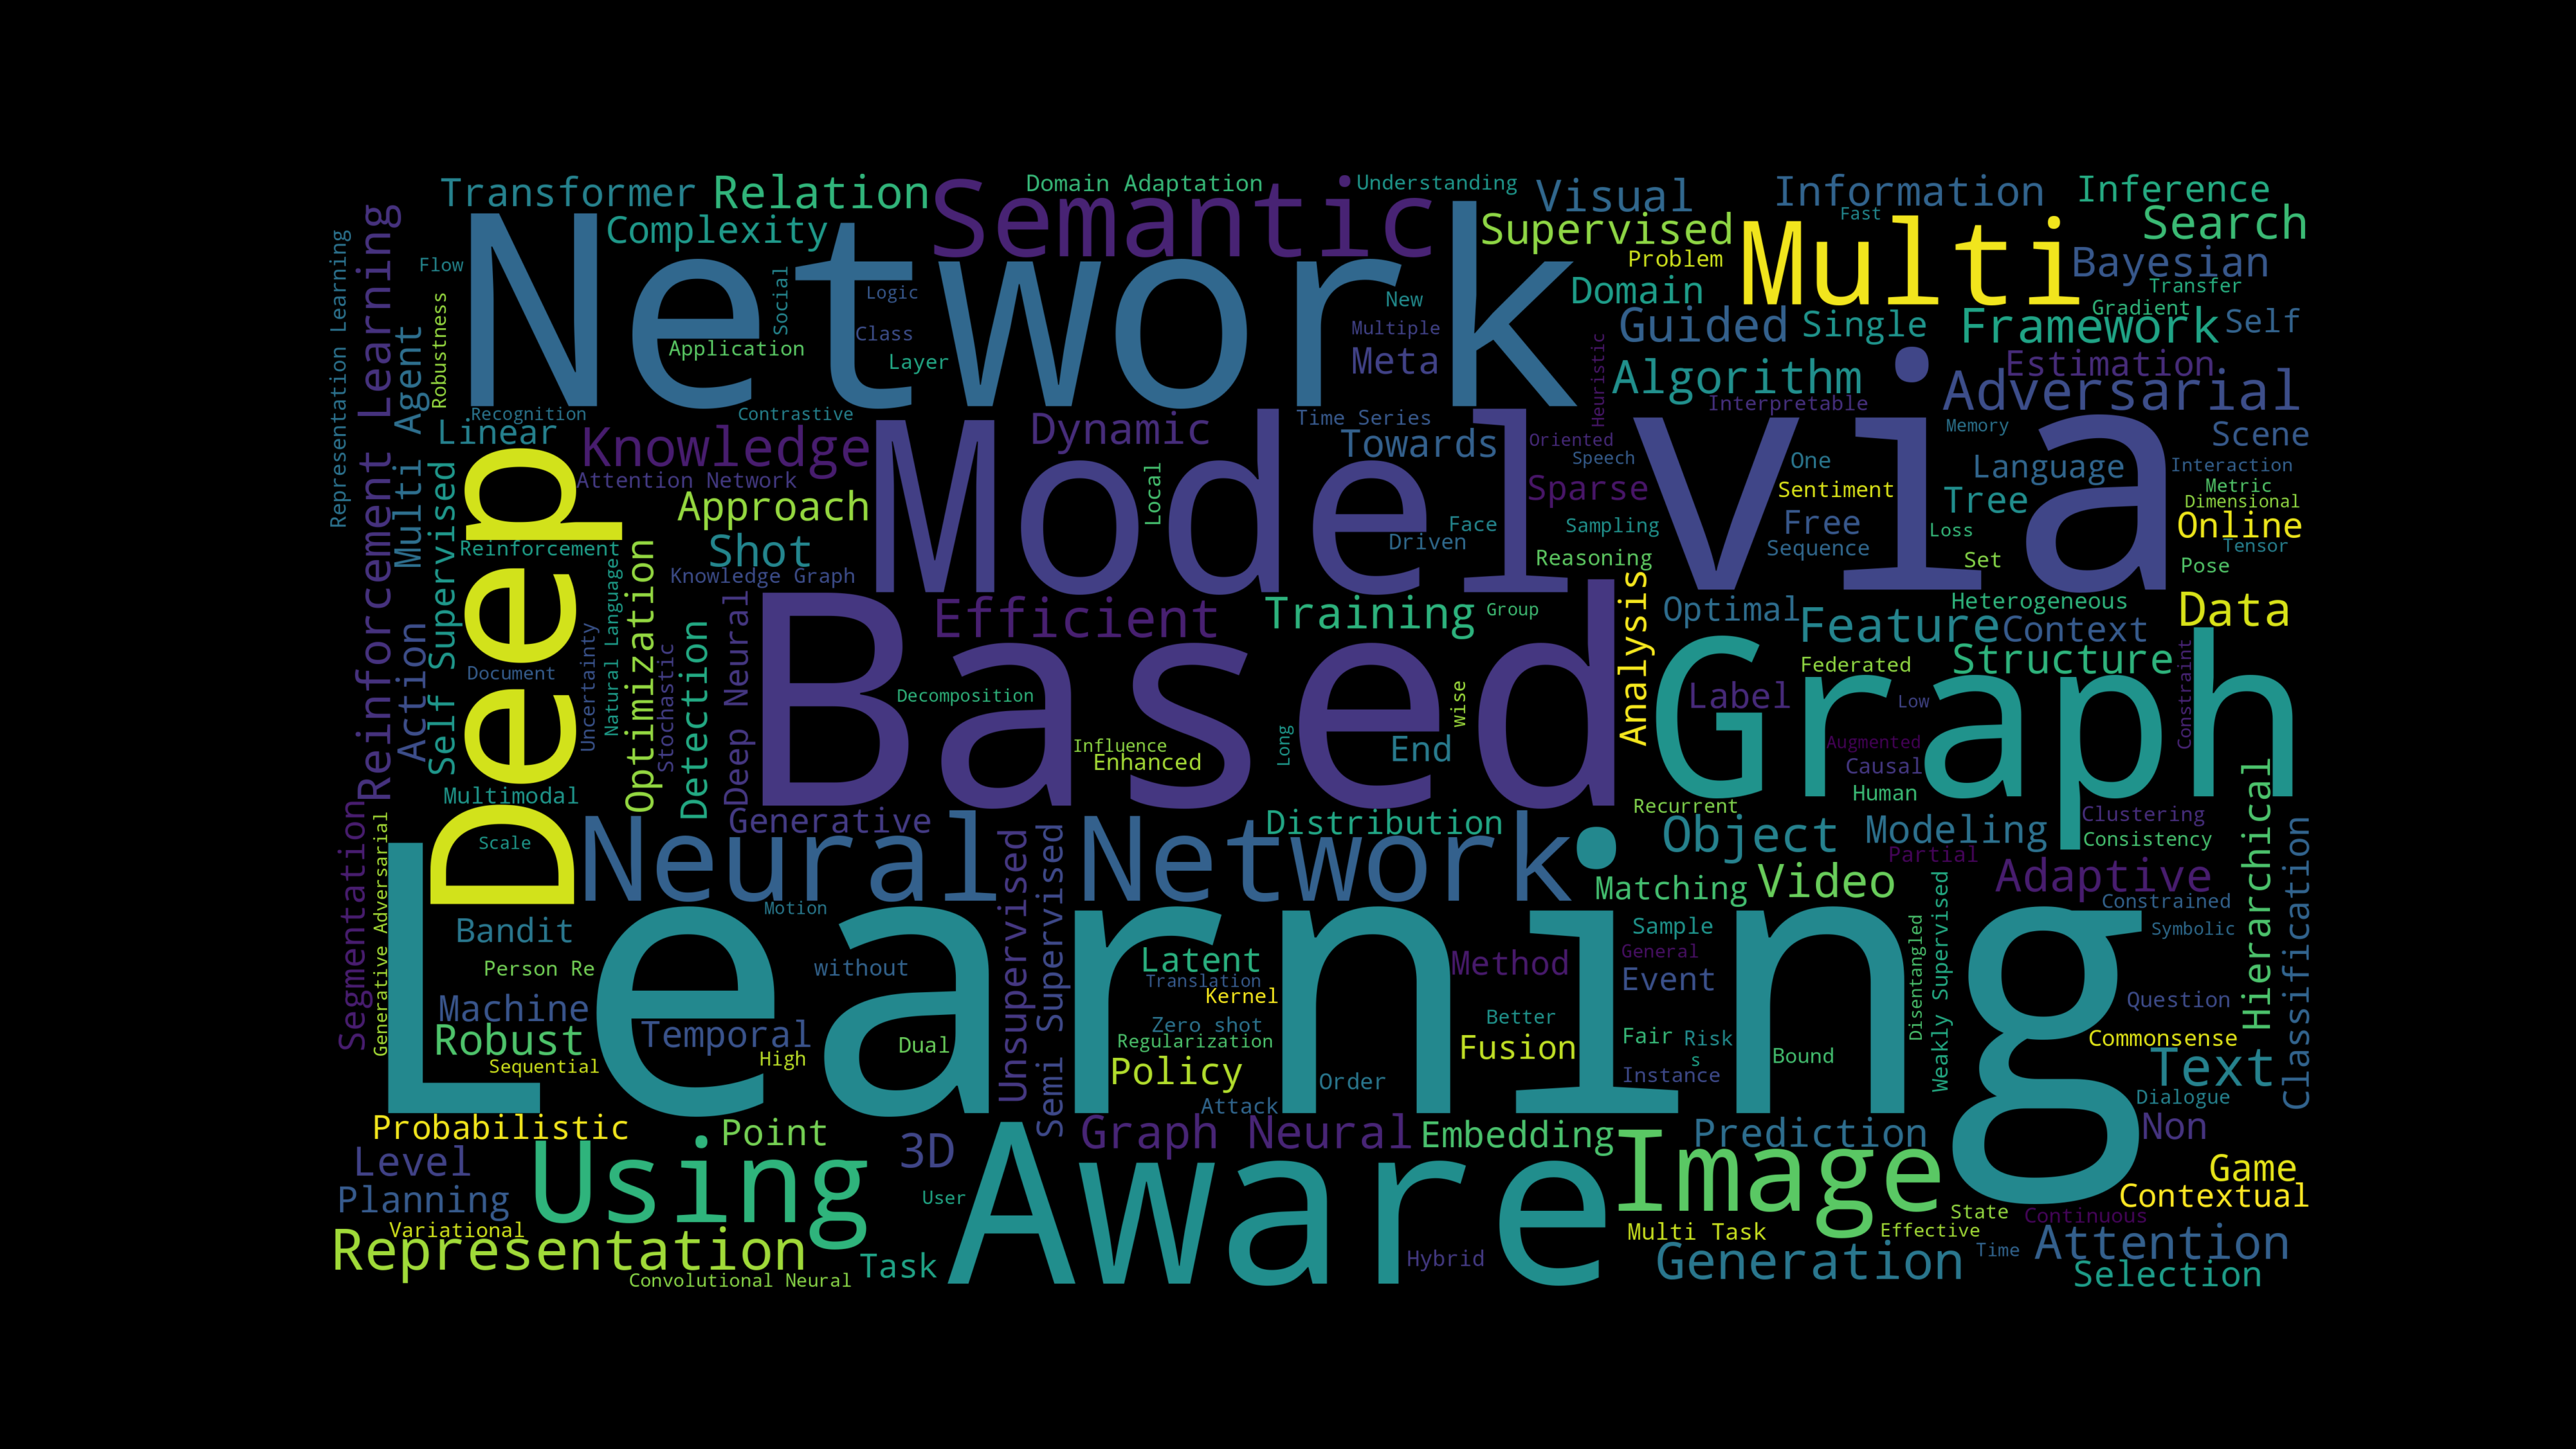 Transformer
Relation
Semantic
Domain Adaptation
Understanding
Visual
Information
Inference
Fast
Search
Complexity
Supervised
Multi
Network
Problem
Bayesian
Transfer
Flow
Social
Logic
New
Domain
Gradient
Representation Learning
Reinforcement Learning
Robustness
Class
Multiple
Guided
Single
Framework
Self
Application
Layer
Meta
Heuristic
Algorithm
Estimation
Multi Agent
Adversarial
Interpretable
Recognition
Contrastive
Linear
Knowledge
Model
Dynamic
Time Series
Towards
Oriented
via
Memory
Scene
Speech
One
Language
Interaction
Attention Network
Local
Sparse
Sentiment
Tree
Metric
Dimensional
Approach
Face
Sampling
Free
Loss
Online
Deep
Shot
Driven
Reasoning
Sequence
Set
Tensor
Pose
Reinforcement
Self Supervised
Natural Language
Optimization
Knowledge Graph
Based
Efficient
Training
Group
Analysis
Optimal
Feature
Heterogeneous
Context
Data
Action
Document
Uncertainty
Stochastic
Detection
Deep Neural
Decomposition
wise
Label
Graph
Federated
Structure
Low
Constraint
Influence
Enhanced
Long
End
Augmented
Causal
Human
Multimodal
Generative
Distribution
Recurrent
Object
Modeling
Clustering
Consistency
Partial
Hierarchical
Segmentation
Generative Adversarial
Scale
Neural Network
Unsupervised
Semi Supervised
Matching
Video
Adaptive
Classification
Learning
Motion
Bandit
Constrained
Sample
Symbolic
Disentangled
Weakly Supervised
Person Re
without
Latent
Translation
Method
General
Event
Kernel
Question
Machine
Robust
Temporal
Zero shot
Better
Fair
Risk
s
Regularization
Fusion
Bound
Commonsense
Sequential
High
Dual
Policy
Order
Instance
Text
Attack
Dialogue
Probabilistic
Point
3D
Graph Neural
Embedding
Prediction
Non
Level
Using
Aware
Image
Game
Planning
User
Contextual
Variational
State
Continuous
Representation
Multi Task
Effective
Task
Hybrid
Generation
Time
Attention
Convolutional Neural
Selection